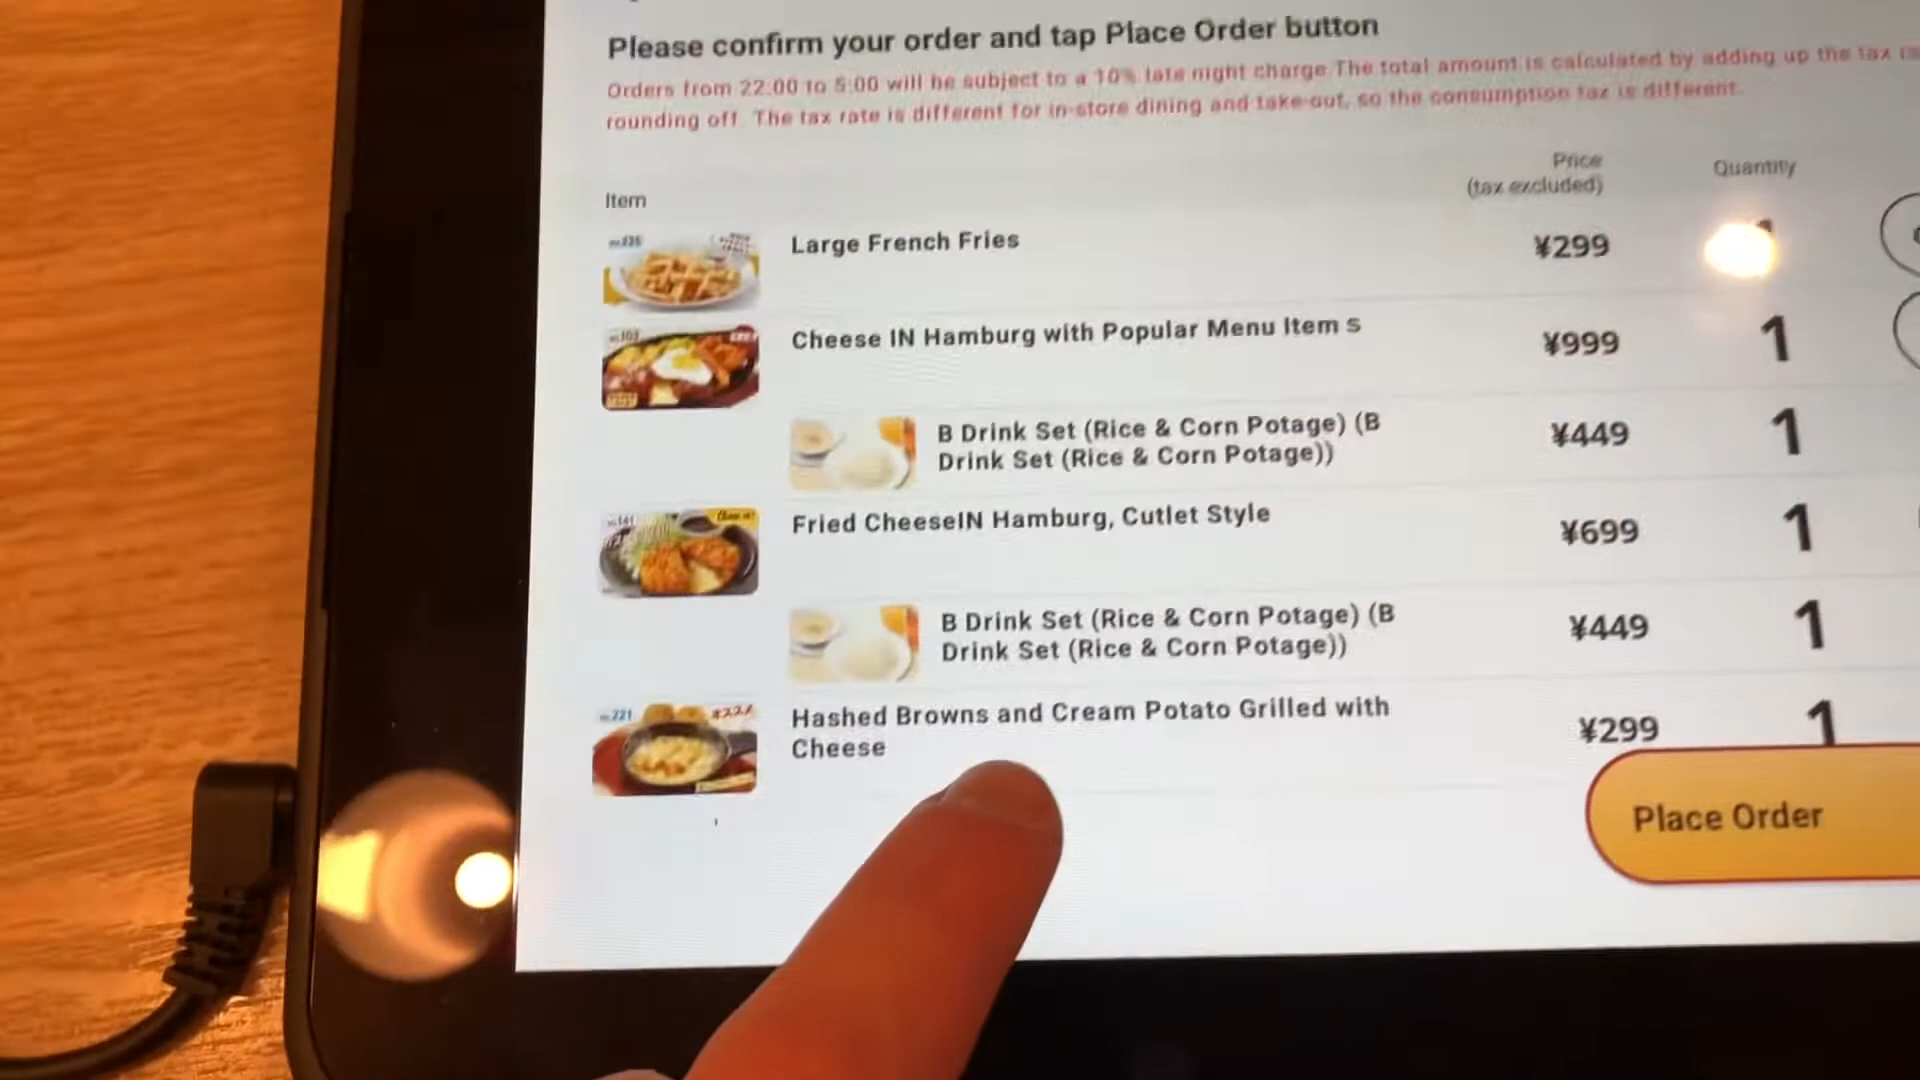 Please confirm your order and tap Place Order button
Orders from 22:00 to 5:00 will be subject to a 10% late night charge.The total amount is calculated by adding up the tax
rounding off. The tax rate is different for in-store dining and take-out, so the consumption tax is different.
Item
Price
(tax excluded)
Quantity
Large French Fries
¥299
Cheese IN Hamburg with Popular Menu Item S
¥999
1
B Drink Set (Rice & Corn Potage) (B
Drink Set (Rice & Corn Potage))
¥449
1
Fried CheeseIN Hamburg, Cutlet Style
¥699
1
B Drink Set (Rice & Corn Potage) (B
Drink Set (Rice & Corn Potage))
¥449
1
オススメ
Hashed Browns and Cream Potato Grilled with
Cheese
¥299
1
Place Order